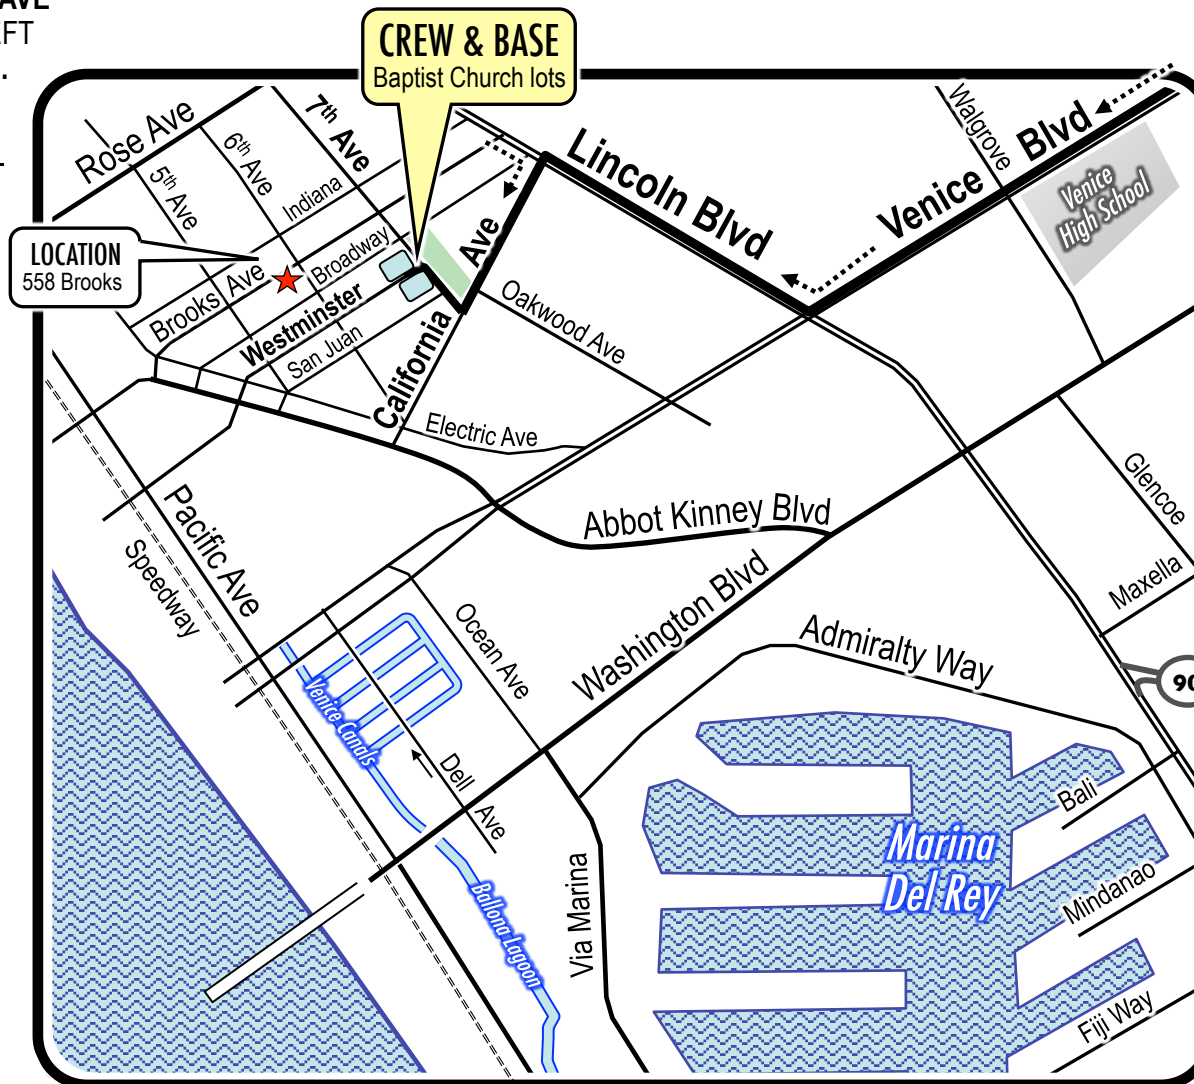 AVE
EFT
.
CREW & BASE
Baptist Church lots
Rose Ave
5th Ave
6th Ave
7th Ave
Indiana
LOCATION
558 Brooks
Brooks Ave
Broadway
Westminster
San Juan
California Ave
Lincoln Blvd
Oakwood Ave
Walgrove
Venice Blvd
Venice
High School
Electric Ave
Abbot Kinney Blvd
Glencoe
Maxella
Pacific Ave
Speedway
Ocean Ave
Washington Blvd
Admiralty Way
90
Venice Canals
Dell Ave
Bali
Marina
Del Rey
Mindanao
Ballona Lagoon
Via Marina
Fiji Way